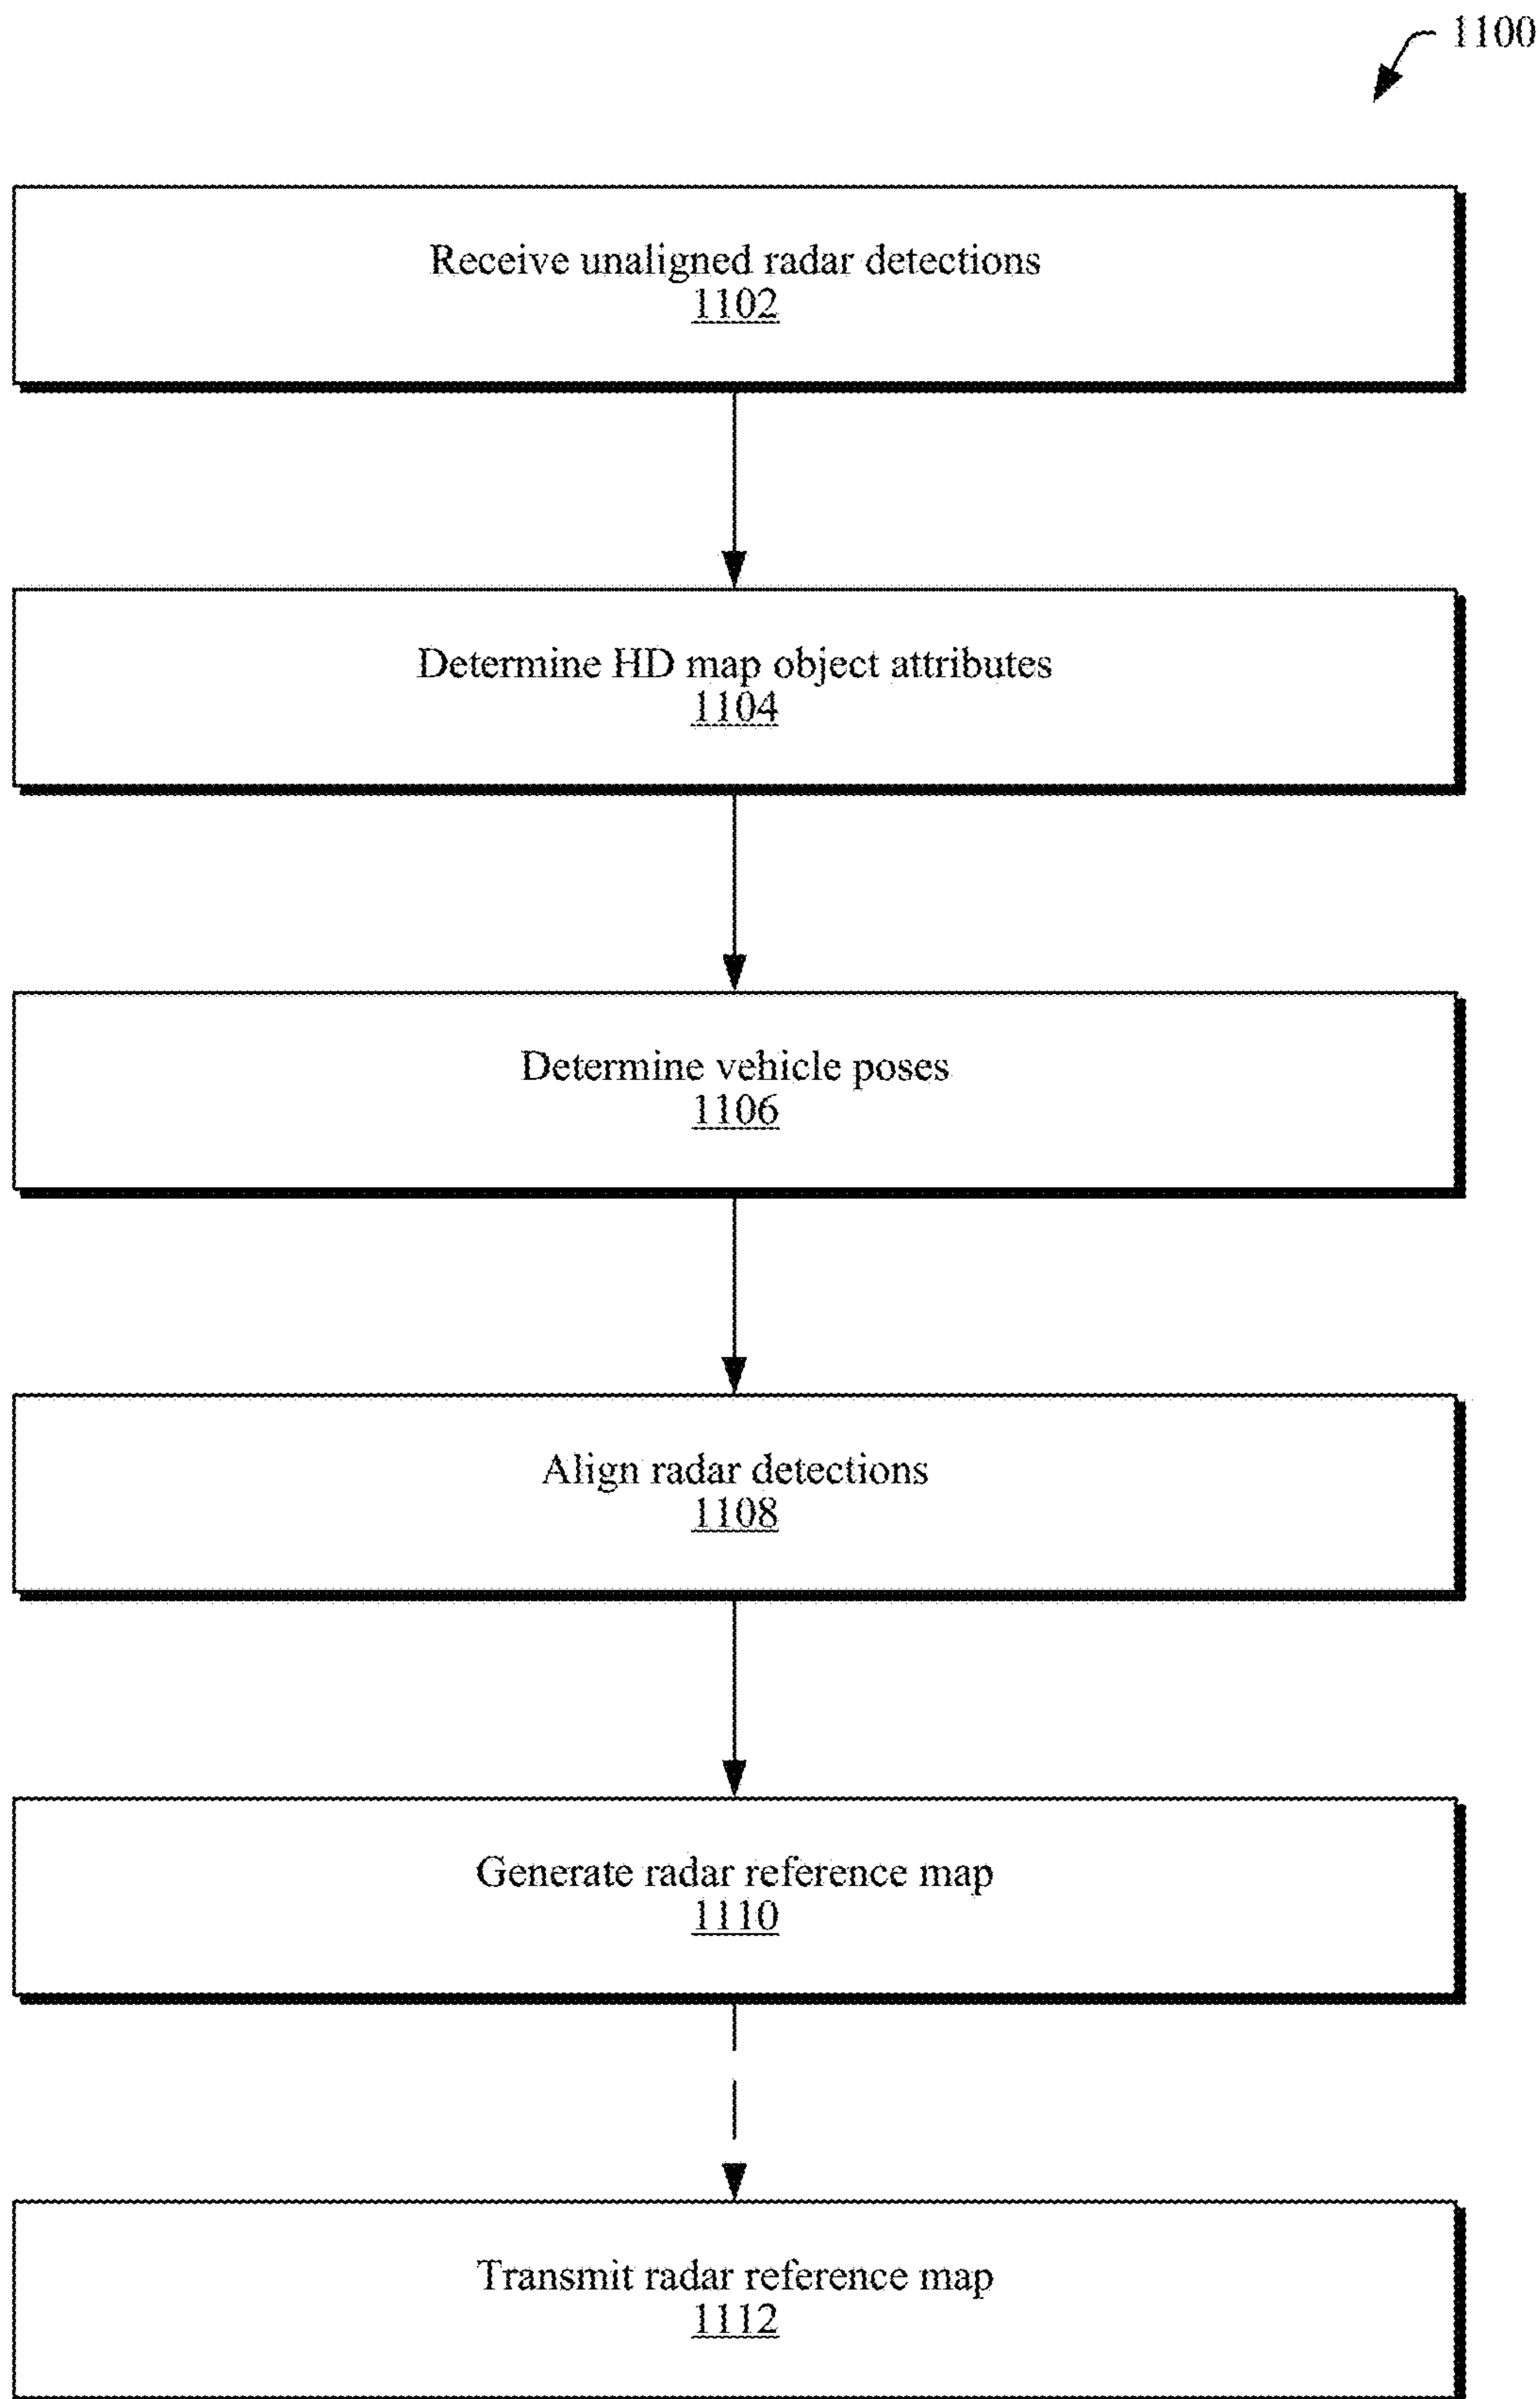 1100
Receive unaligned radar detections
1102
Determine HD map object attributes
1104
Determine vehicle poses
1106
Align radar detections
1108
Generate radar reference map
1110
Transmit radar reference map
1112